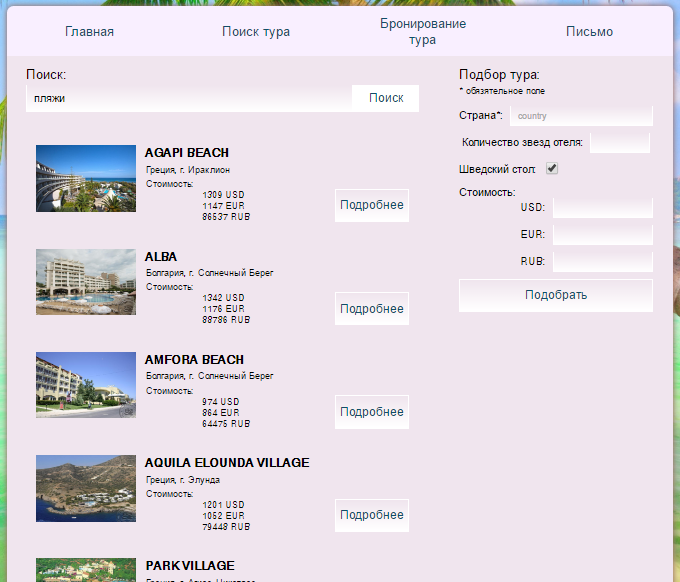 Главная
Поиск тура
Бронирование
тура
Письмо
Поиск:
пляжи
Поиск
AGAPI BEACH
Греция, г. Ираклион
Стоимость:
1309 USD
1147 EUR
86537 RUB
Подробнее
ALBA
Болгария, г. Солнечный Берег
Стоимость:
1342 USD
1176 EUR
88786 RUB
Подробнее
AMFORA BEACH
Болгария, г. Солнечный Берег
Стоимость:
974 USD
864 EUR
64475 RUB
Подробнее
AQUILA ELOUNDA VILLAGE
Греция, г. Элунда
Стоимость:
1201 USD
1052 EUR
79448 RUB
Подробнее
PARK VILLAGE
Подбор тура:
* обязятельное поле
Страна*:
country
Количество звезд отеля:
Шведский стол:
Стоимость:
USD:
EUR:
RUB:
Подобрать